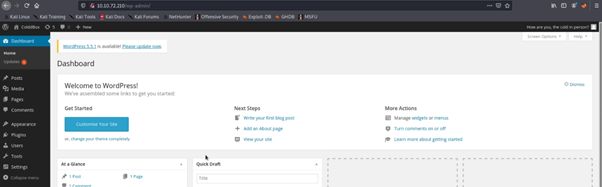 10.10.72.210/wp-admin/
Kali Linux Kali Training Kali Tools Kali Docs Kali Forums NetHunter Offensive Security Exploit-DB GHDB MSFU
ColddBox 5 0 + New
How are you, the cold in person?
Screen Options Help
Dashboard
Home
Updates
Posts
Media
Pages
Comments
Appearance
Plugins
Users
Tools
Settings
Collapse menu
WordPress 5.5.1 is available! Please update now.
Dashboard
Welcome to WordPress!
Dismiss
We've assembled some links to get you started:
Get Started
Customize Your Site
or, change your theme completely
Next Steps
Write your first blog post
Add an About page
View your site
More Actions
Manage widgets or menus
Turn comments on or off
Learn more about getting started
At a Glance
1 Post
1 Page
1 Comment
Quick Draft
Title